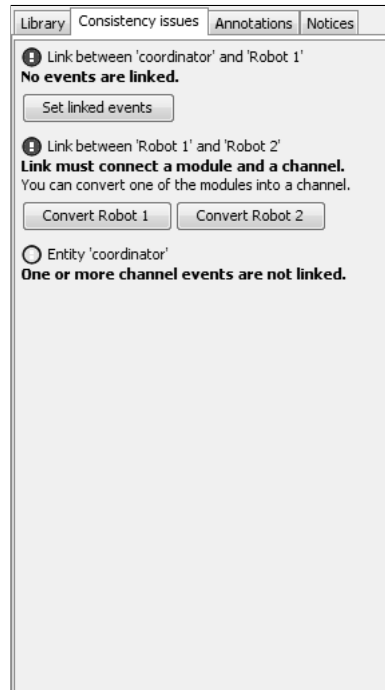 Library Consistency issues Annotations Notices
Link between 'coordinator' and 'Robot 1'
No events are linked.
Set linked events
Link between 'Robot 1' and 'Robot 2'
Link must connect a module and a channel.
You can convert one of the modules into a channel.
Convert Robot 1 Convert Robot 2
Entity 'coordinator'
One or more channel events are not linked.